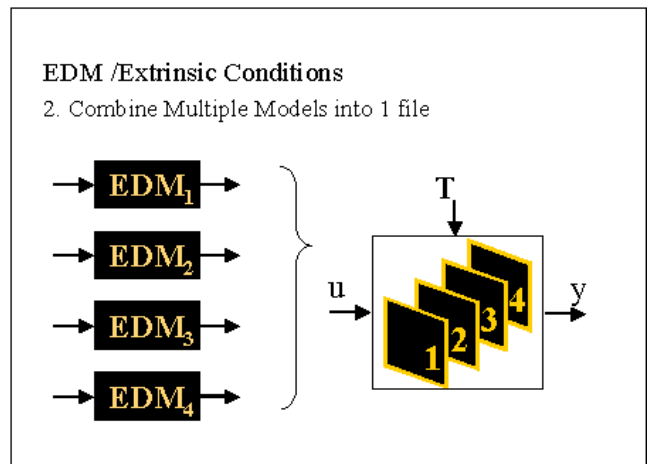 EDM /Extrinsic Conditions
2. Combine Multiple Models into 1 file
EDM1
EDM2
EDM3
EDM4
T
u
1
2
3
4
y